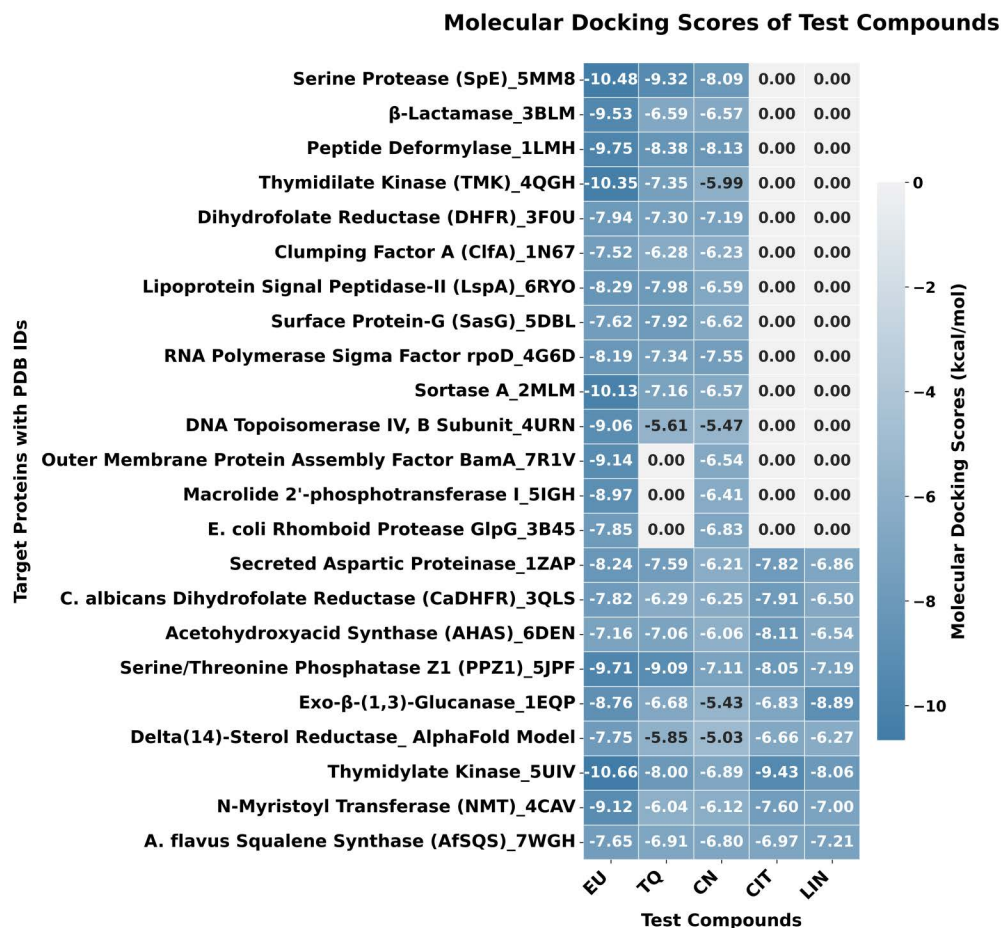 Molecular Docking Scores of Test Compounds
Target Proteins with PDB IDs
Serine Protease (SpE)_5MM8 -10.48 -9.32 -8.09 0.00 0.00
β-Lactamase_3BLM -9.53 -6.59 -6.57 0.00 0.00
Peptide Deformylase_1LMH -9.75 -8.38 -8.13 0.00 0.00
Thymidilate Kinase (TMK)_4QGH -10.35 -7.35 -5.99 0.00 0.00
Dihydrofolate Reductase (DHFR)_3F0U -7.94 -7.30 -7.19 0.00 0.00
Clumping Factor A (ClfA)_1N67 -7.52 -6.28 -6.23 0.00 0.00
Lipoprotein Signal Peptidase-II (LspA)_6RYO -8.29 -7.98 -6.59 0.00 0.00
Surface Protein-G (SasG)_5DBL -7.62 -7.92 -6.62 0.00 0.00
RNA Polymerase Sigma Factor rpoD_4G6D -8.19 -7.34 -7.55 0.00 0.00
Sortase A_2MLM -10.13 -7.16 -6.57 0.00 0.00
DNA Topoisomerase IV, B Subunit_4URN -9.06 -5.61 -5.47 0.00 0.00
Outer Membrane Protein Assembly Factor BamA_7R1V -9.14 0.00 -6.54 0.00 0.00
Macrolide 2'-phosphotransferase I_5IGH -8.97 0.00 -6.41 0.00 0.00
E. coli Rhomboid Protease GlpG_3B45 -7.85 0.00 -6.83 0.00 0.00
Secreted Aspartic Proteinase_1ZAP -8.24 -7.59 -6.21 -7.82 -6.86
C. albicans Dihydrofolate Reductase (CaDHFR)_3QLS -7.82 -6.29 -6.25 -7.91 -6.50
Acetohydroxyacid Synthase (AHAS)_6DEN -7.16 -7.06 -6.06 -8.11 -6.54
Serine/Threonine Phosphatase Z1 (PPZ1)_5JPF -9.71 -9.09 -7.11 -8.05 -7.19
Exo-β-(1,3)-Glucanase_1EQP -8.76 -6.68 -5.43 -6.83 -8.89
Delta(14)-Sterol Reductase_ AlphaFold Model -7.75 -5.85 -5.03 -6.66 -6.27
Thymidylate Kinase_5UIV -10.66 -8.00 -6.89 -9.43 -8.06
N-Myristoyl Transferase (NMT)_4CAV -9.12 -6.04 -6.12 -7.60 -7.00
A. flavus Squalene Synthase (AfSQS)_7WGH -7.65 -6.91 -6.80 -6.97 -7.21
EU TQ CN CIT LIN
Test Compounds
0
−2
−4
−6
−8
−10
Molecular Docking Scores (kcal/mol)